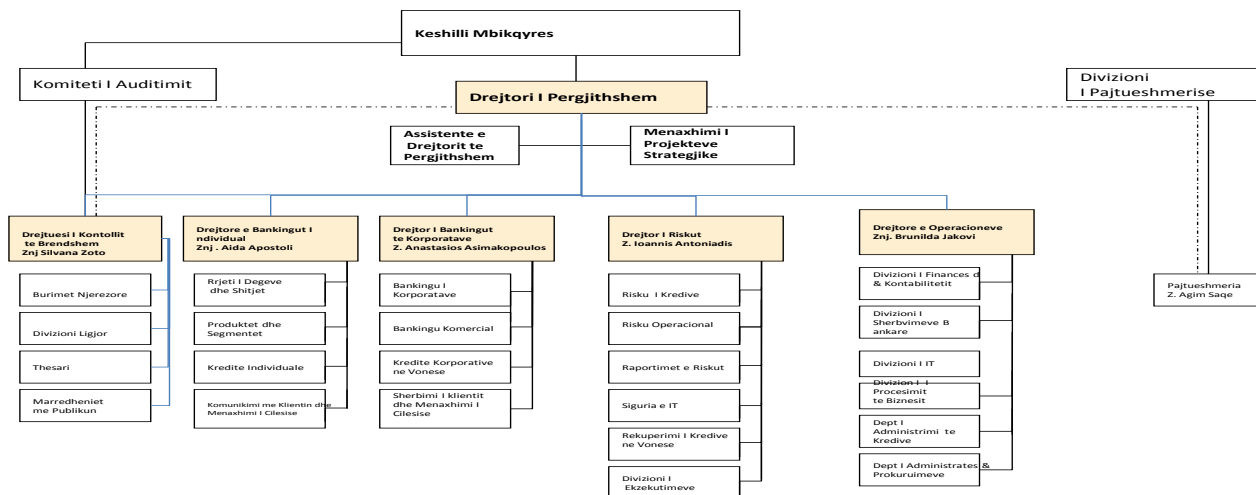 Keshilli Mbikqyres
Komiteti I Auditimit
Drejtori I Pergjithshem
Divizioni
I Pajtueshmerise
Assistente e
Drejtorit te
Pergjithshem
Menaxhimi I
Projekteve
Strategjike
Drejtuesi I Kontollit
te Brendshem
Znj Silvana Zoto
Burimet Njerezore
Divizioni Ligjor
Thesari
Marredheniet
me Publikun
Drejtore e Bankingut I
ndividual
Znj . Aida Apostoli
Rrjeti I Degeve
dhe Shitjet
Produktet dhe
Segmentet
Kredite Individuale
Komunikimi me Klientin dhe
Menaxhimi I Cilesise
Drejtor I Bankingut
te Korporatave
Z. Anastasios Asimakopoulos
Bankingu I
Korporatave
Bankingu Komercial
Kredite Korporative
ne Vonese
Sherbimi I klientit
dhe Menaxhimi I
Cilesise
Drejtor I Riskut
Z. Ioannis Antoniadis
Risku I Kredive
Risku Operacional
Raportimet e Riskut
Siguria e IT
Rekuperimi I Kredive
ne Vonese
Divizioni I
Ekzekutimeve
Drejtore e Operacioneve
Znj. Brunilda Jakovi
Divizioni I Finances d
& Kontabilitetit
Divizioni I
Sherbvimeve B
ankare
Divizioni I IT
Divizioni I
Procesimit
te Biznesit
Dept I
Administrimi te
Kredive
Dept I Administrates &
Prokuruimeve
Pajtueshmeria
Z. Agim Saqe